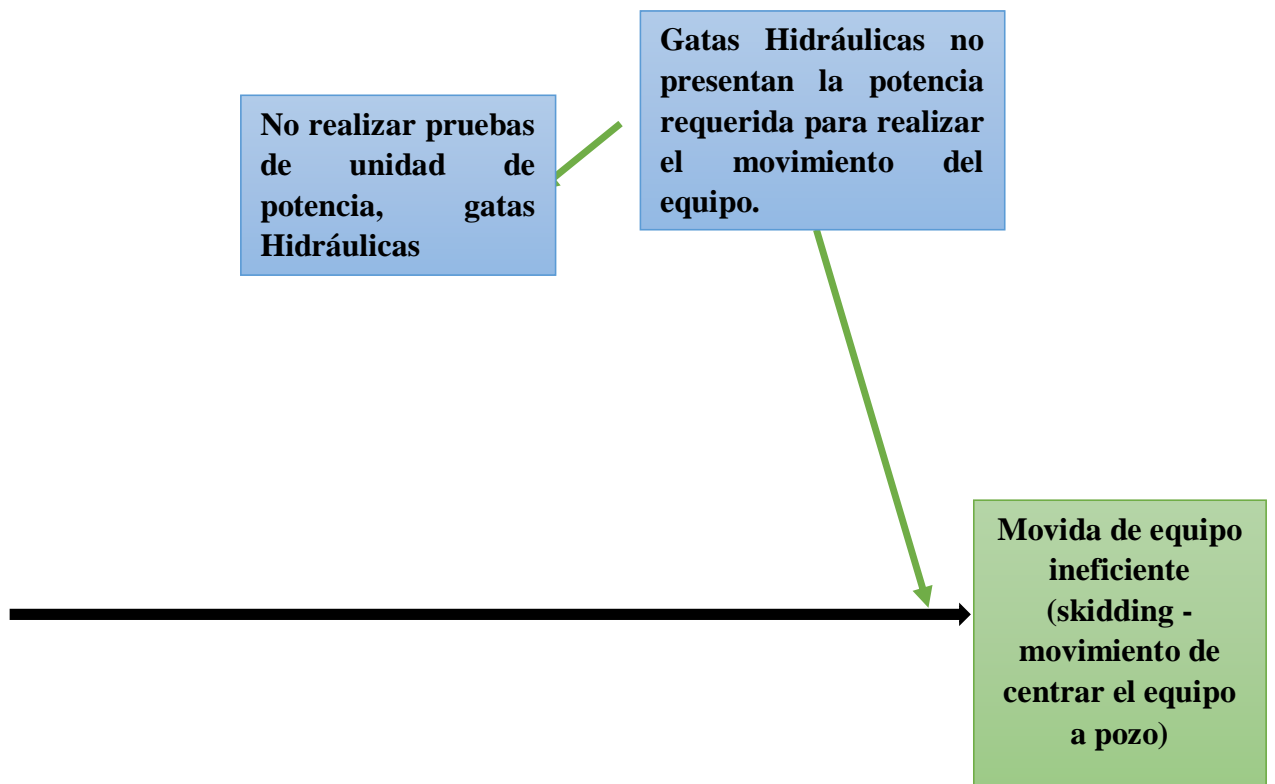 No realizar pruebas
de unidad de
potencia, gatas
Hidráulicas
Gatas Hidráulicas no
presentan la potencia
requerida para realizar
el movimiento del
equipo.
Movida de equipo
ineficiente
(skidding -
movimiento de
centrar el equipo
a pozo)